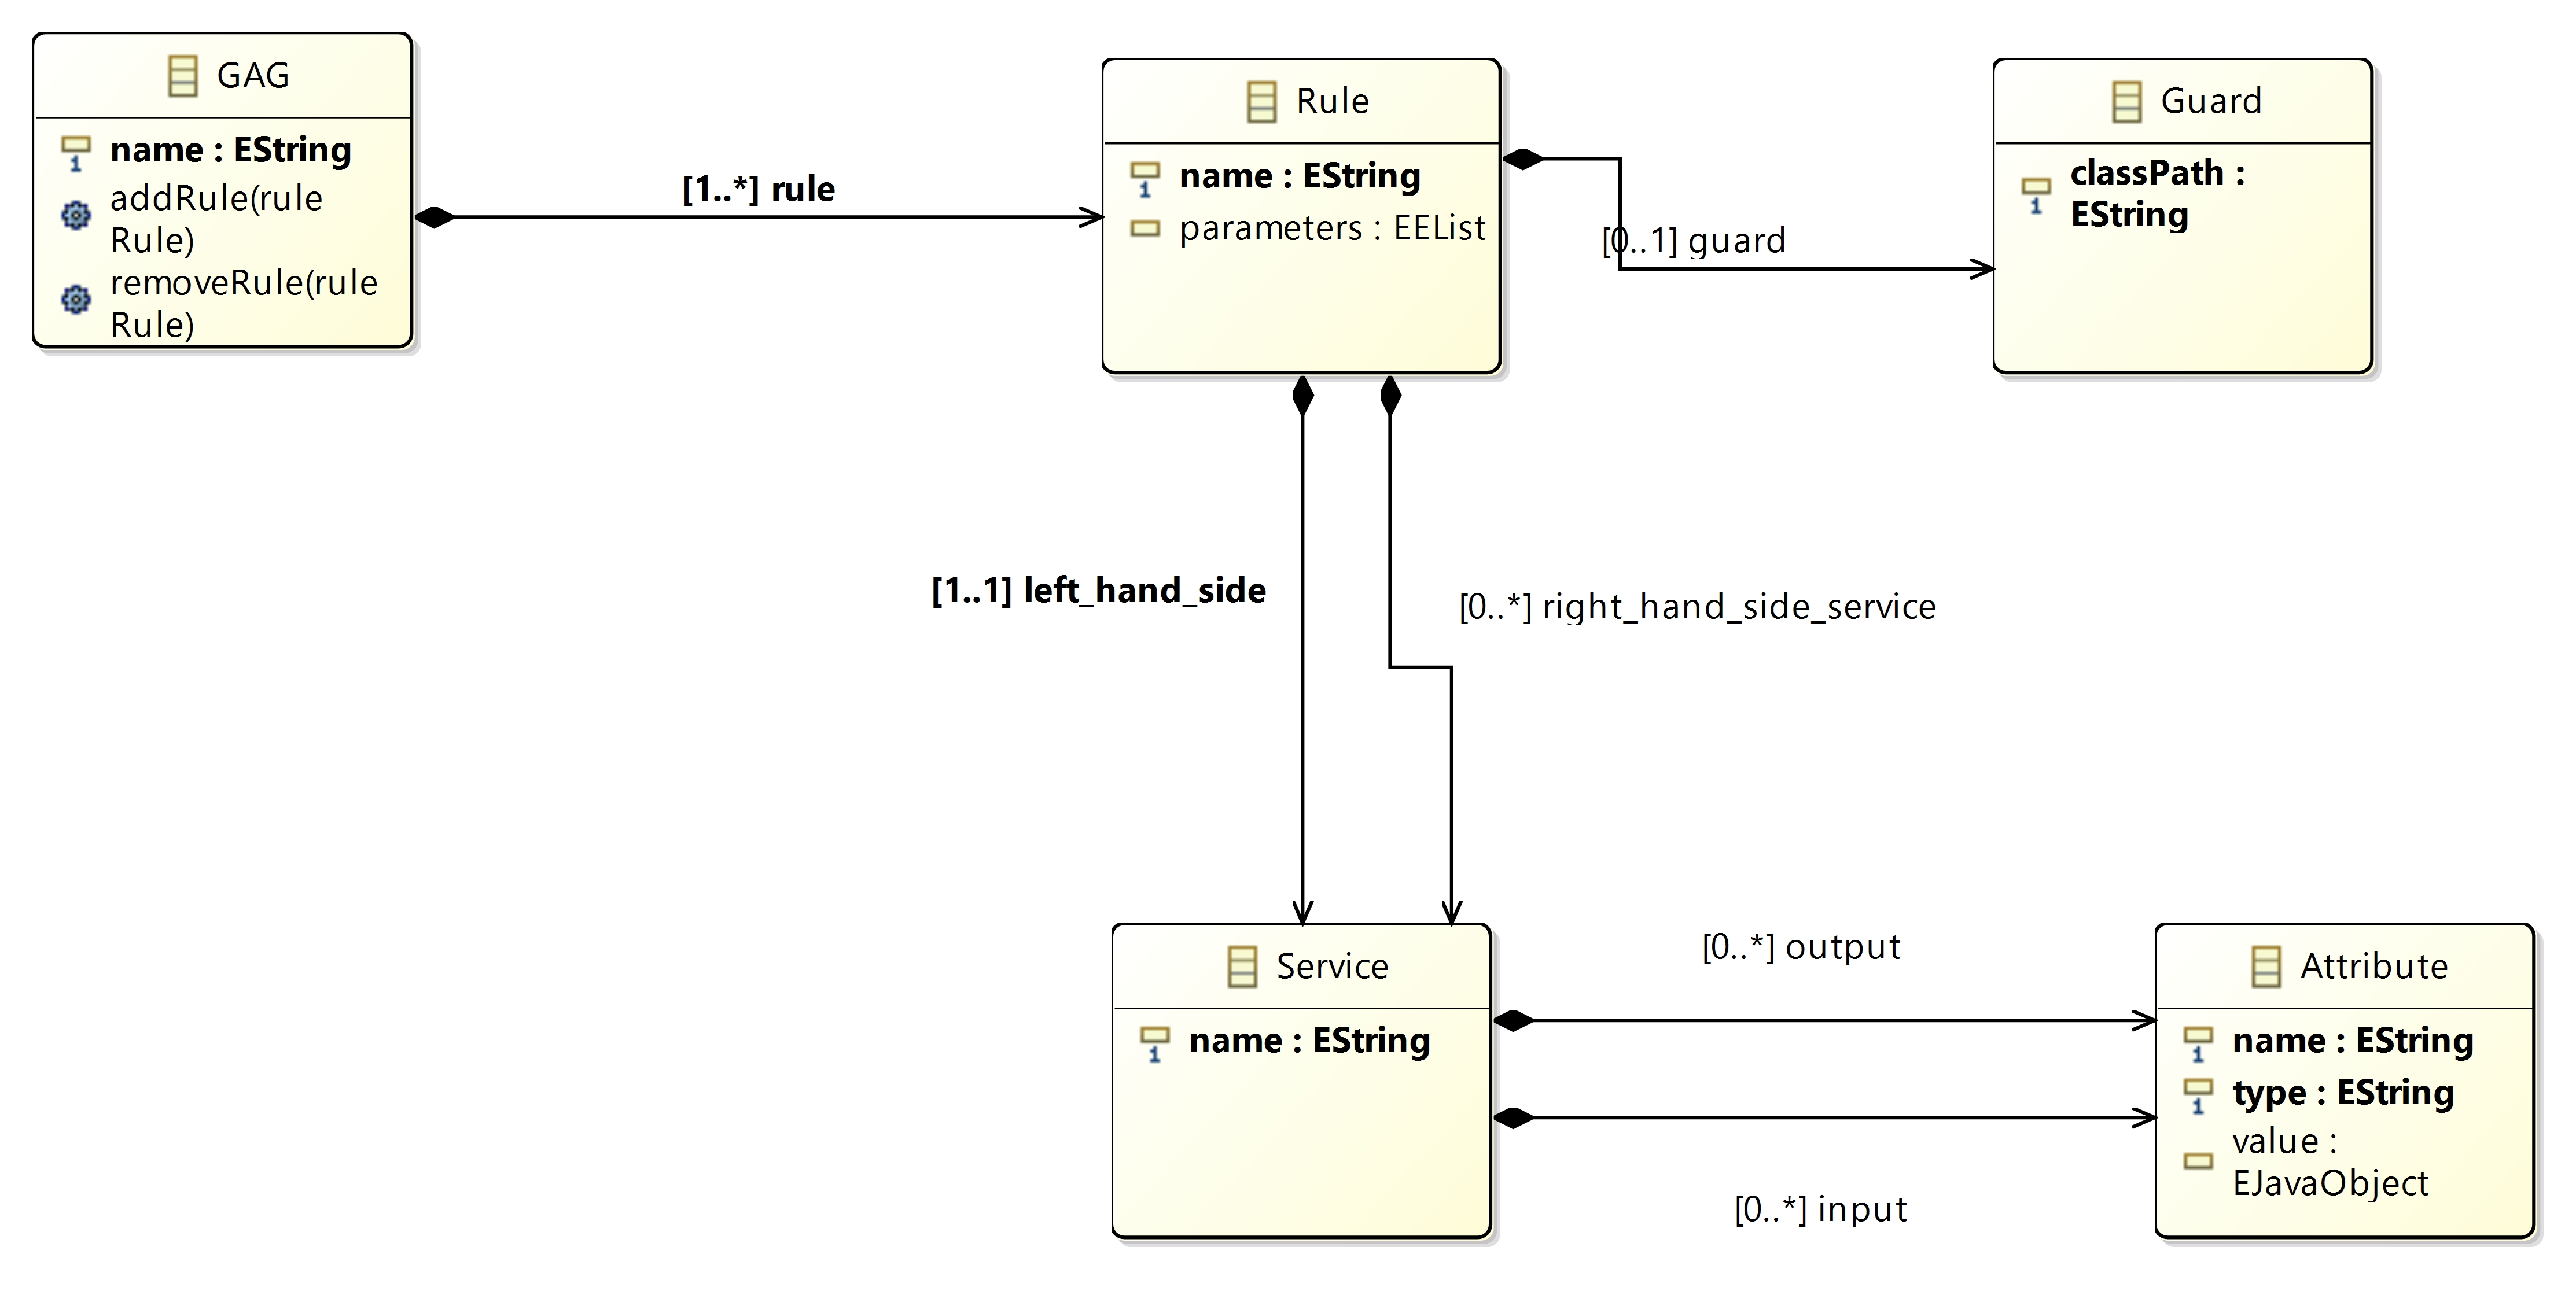 GAG
name : EString
addRule(rule
Rule)
removeRule(rule
Rule)
[1..*] rule
Rule
name : EString
parameters : EEList
[0..1] guard
Guard
classPath :
EString
[1..1] left_hand_side
[0..*] right_hand_side_service
Service
name : EString
[0..*] output
[0..*] input
Attribute
name : EString
type : EString
value :
EJavaObject